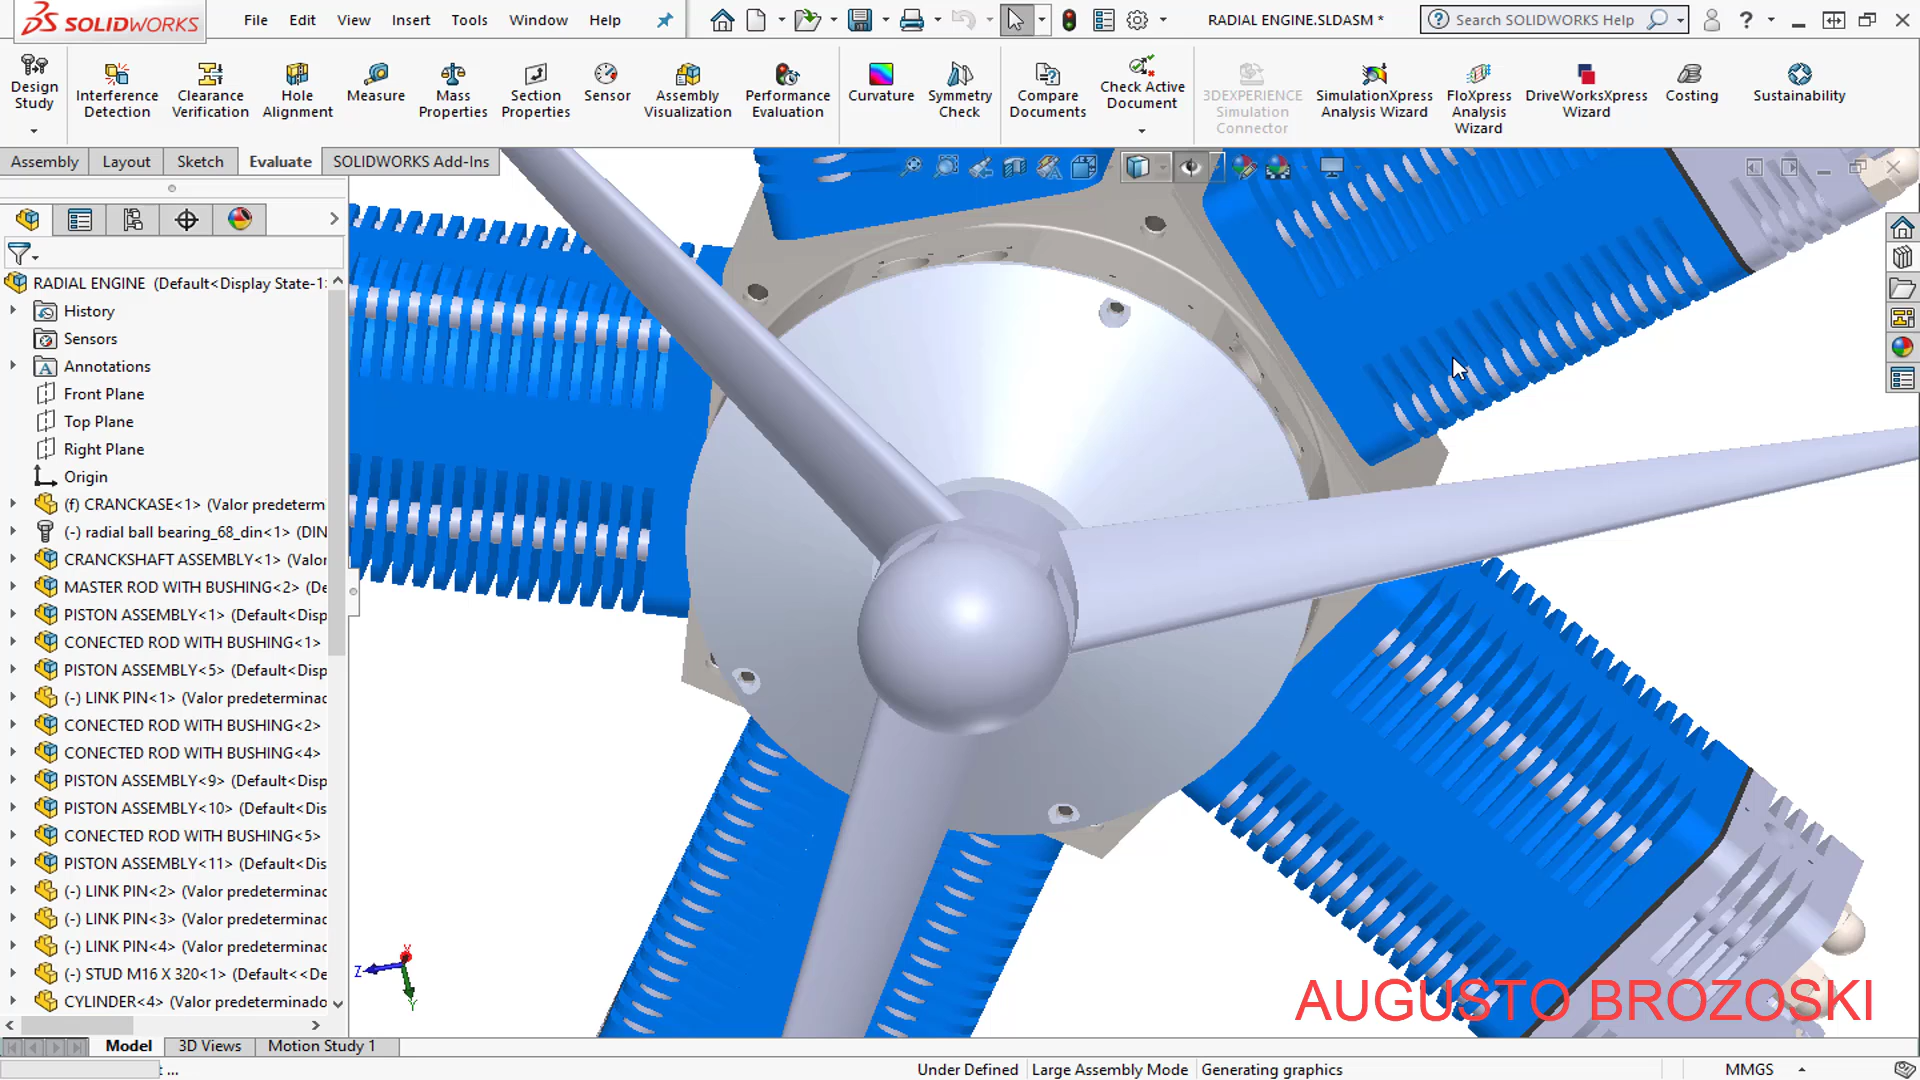 SOLIDWORKS
File Edit View Insert Tools Window Help
RADIAL ENGINE.SLDASM *
Search SOLIDWORKS Help
Design Study
Interference Detection
Clearance Verification
Hole Alignment
Measure
Mass Properties
Section Properties
Sensor
Assembly Visualization
Performance Evaluation
Curvature
Symmetry Check
Compare Documents
Check Active Document
3DEXPERIENCE Simulation Connector
SimulationXpress Analysis Wizard
FloXpress Analysis Wizard
DriveWorksXpress Wizard
Costing
Sustainability
Assembly Layout Sketch Evaluate SOLIDWORKS Add-Ins
RADIAL ENGINE (Default<Display State-1
History
Sensors
Annotations
Front Plane
Top Plane
Right Plane
Origin
(f) CRANCKASE<1> (Valor predeterm
(-) radial ball bearing_68_din<1> (DIN
CRANCKSHAFT ASSEMBLY<1> (Valor
MASTER ROD WITH BUSHING<2> (De
PISTON ASSEMBLY<1> (Default<Disp
CONECTED ROD WITH BUSHING<1>
PISTON ASSEMBLY<5> (Default<Disp
(-) LINK PIN<1> (Valor predeterminad
CONECTED ROD WITH BUSHING<2>
CONECTED ROD WITH BUSHING<4>
PISTON ASSEMBLY<9> (Default<Disp
PISTON ASSEMBLY<10> (Default<Dis
CONECTED ROD WITH BUSHING<5>
PISTON ASSEMBLY<11> (Default<Dis
(-) LINK PIN<2> (Valor predeterminad
(-) LINK PIN<3> (Valor predeterminad
(-) LINK PIN<4> (Valor predeterminad
(-) STUD M16 X 320<1> (Default<<De
CYLINDER<4> (Valor predeterminado
Z
Y
AUGUSTO BROZOSKI
Model 3D Views Motion Study 1
: ... Under Defined Large Assembly Mode Generating graphics MMGS